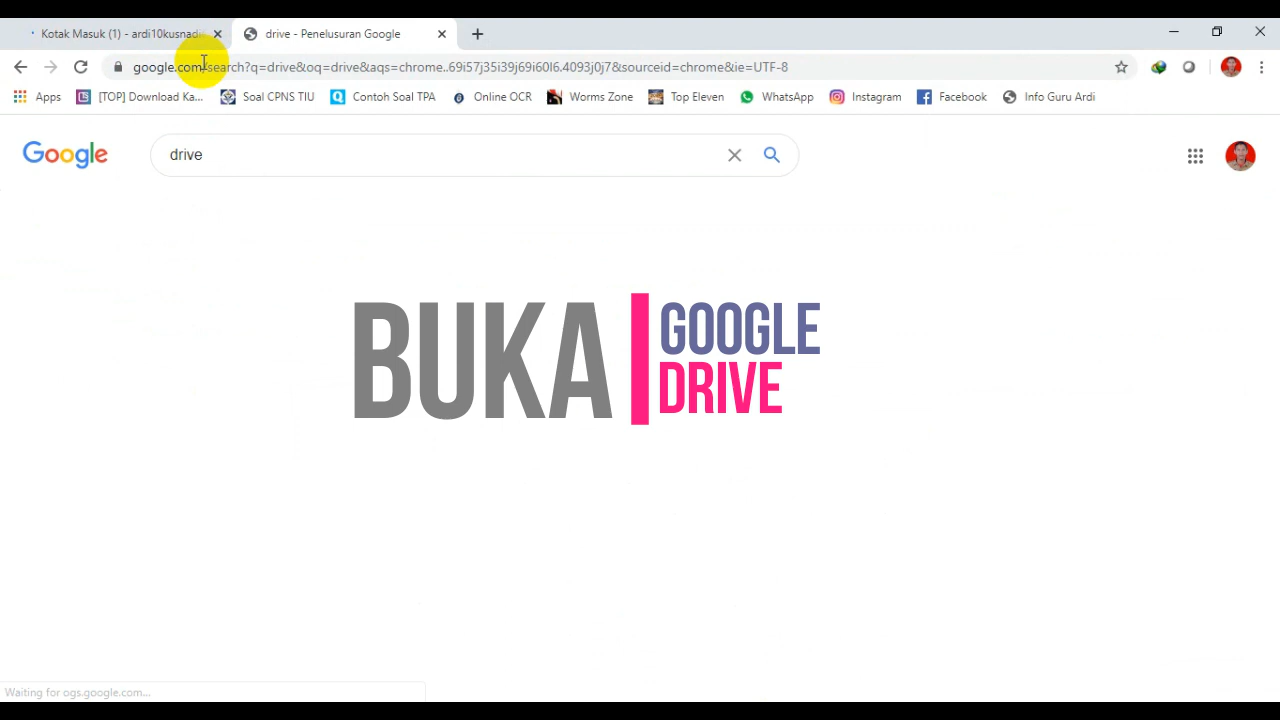 Kotak Masuk (1) - ardi10kusnadi
drive - Penelusuran Google
google.com/search?q=drive&oq=drive&aqs=chrome..69i57j35i39j69i60l6.4093j0j7&sourceid=chrome&ie=UTF-8
Apps
[TOP] Download Ka...
Soal CPNS TIU
Contoh Soal TPA
Online OCR
Worms Zone
Top Eleven
WhatsApp
Instagram
Facebook
Info Guru Ardi
Google
drive
BUKA
GOOGLE
DRIVE
Waiting for ogs.google.com...